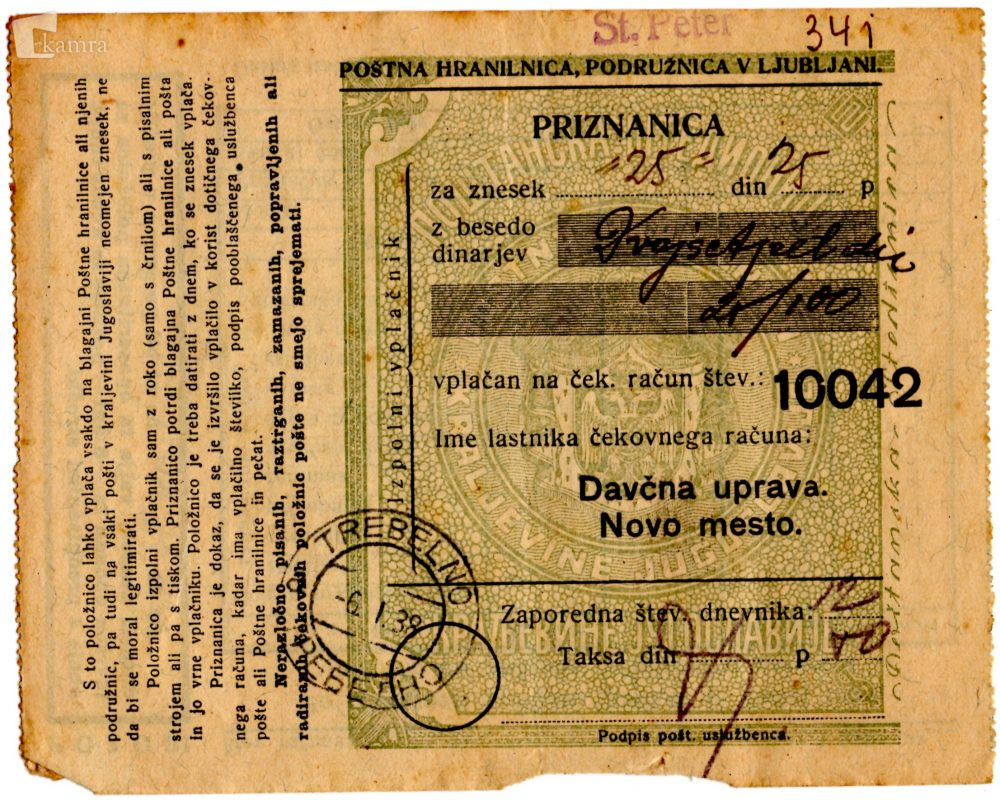 kamra
St. Peter
341
POŠTNA HRANILNICA, PODRUŽNICA V LJUBLJANI.
PRIZNANICA
za znesek "25" din 25 p
z besedo
dinarjev
25/100
vplačan na ček. račun štev.: 10042
Ime lastnika čekovnega računa:
Davčna uprava.
Novo mesto.
Zaporedna štev. dnevnika: 12
Taksa din p 50
Podpis pošt. uslužbenca.
Izpolni vplačnik
TREBELNO
6.I.38
ТРЕБЕЛНО
KRALJEVINE JUGO
S to položnico lahko vplača vsakdo na blagajni Poštne hranilnice ali njenih
podružnic, pa tudi na vsaki pošti v kraljevini Jugoslaviji neomejen znesek, ne
da bi se moral legitimirati.
Položnico izpolni vplačnik sam z roko (samo s črnilom) ali s pisalnim
strojem ali pa s tiskom. Priznanico potrdi blagajna Poštne hranilnice ali pošta
in jo vrne vplačniku. Položnico je treba datirati z dnem, ko se znesek vplača.
Priznanica je dokaz, da se je izvršilo vplačilo v korist dotičnega čekov-
nega računa, kadar ima vplačilno številko, podpis pooblaščenega uslužbenca
pošte ali Poštne hranilnice in pečat.
Nerazločno pisanih, raztrganih, zamazanih, popravljenih ali
radiranih čekovnih položnic pošte ne smejo sprejemati.